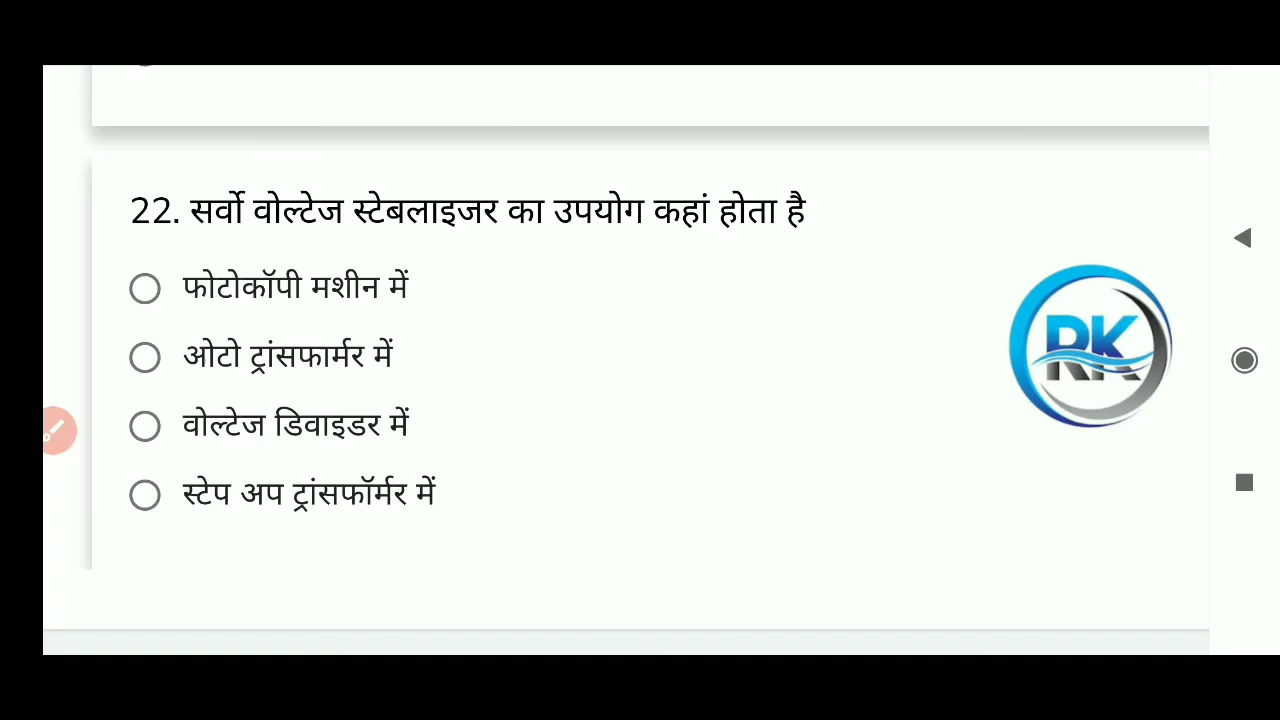 22. सर्वो वोल्टेज स्टेबलाइजर का उपयोग कहां होता है
फोटोकॉपी मशीन में
ओटो ट्रांसफार्मर में
वोल्टेज डिवाइडर में
स्टेप अप ट्रांसफॉर्मर में
RK